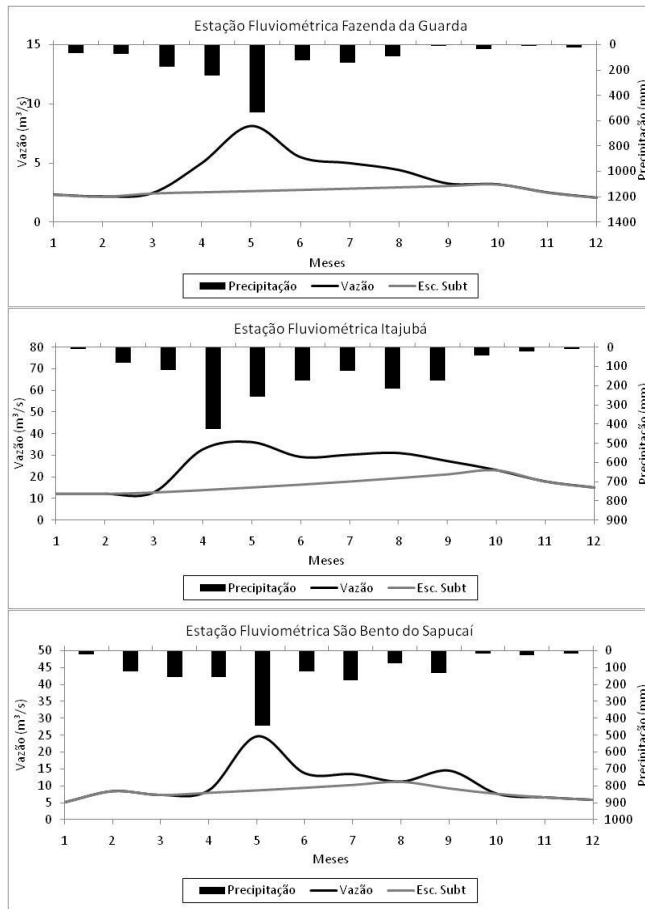 Estação Fluviométrica Fazenda da Guarda
15
10
5
0
Vazão (m³/s)
0
200
400
600
800
1000
1200
1400
Precipitação (mm)
1 2 3 4 5 6 7 8 9 10 11 12
Meses
Precipitação Vazão Esc. Subt
Estação Fluviométrica Itajubá
80
70
60
50
40
30
20
10
0
Vazão (m³/s)
0
100
200
300
400
500
600
700
800
900
Precipitação (mm)
1 2 3 4 5 6 7 8 9 10 11 12
Meses
Precipitação Vazão Esc. Subt
Estação Fluviométrica São Bento do Sapucaí
50
45
40
35
30
25
20
15
10
5
0
Vazão (m³/s)
0
100
200
300
400
500
600
700
800
900
1000
Precipitação (mm)
1 2 3 4 5 6 7 8 9 10 11 12
Meses
Precipitação Vazão Esc. Subt